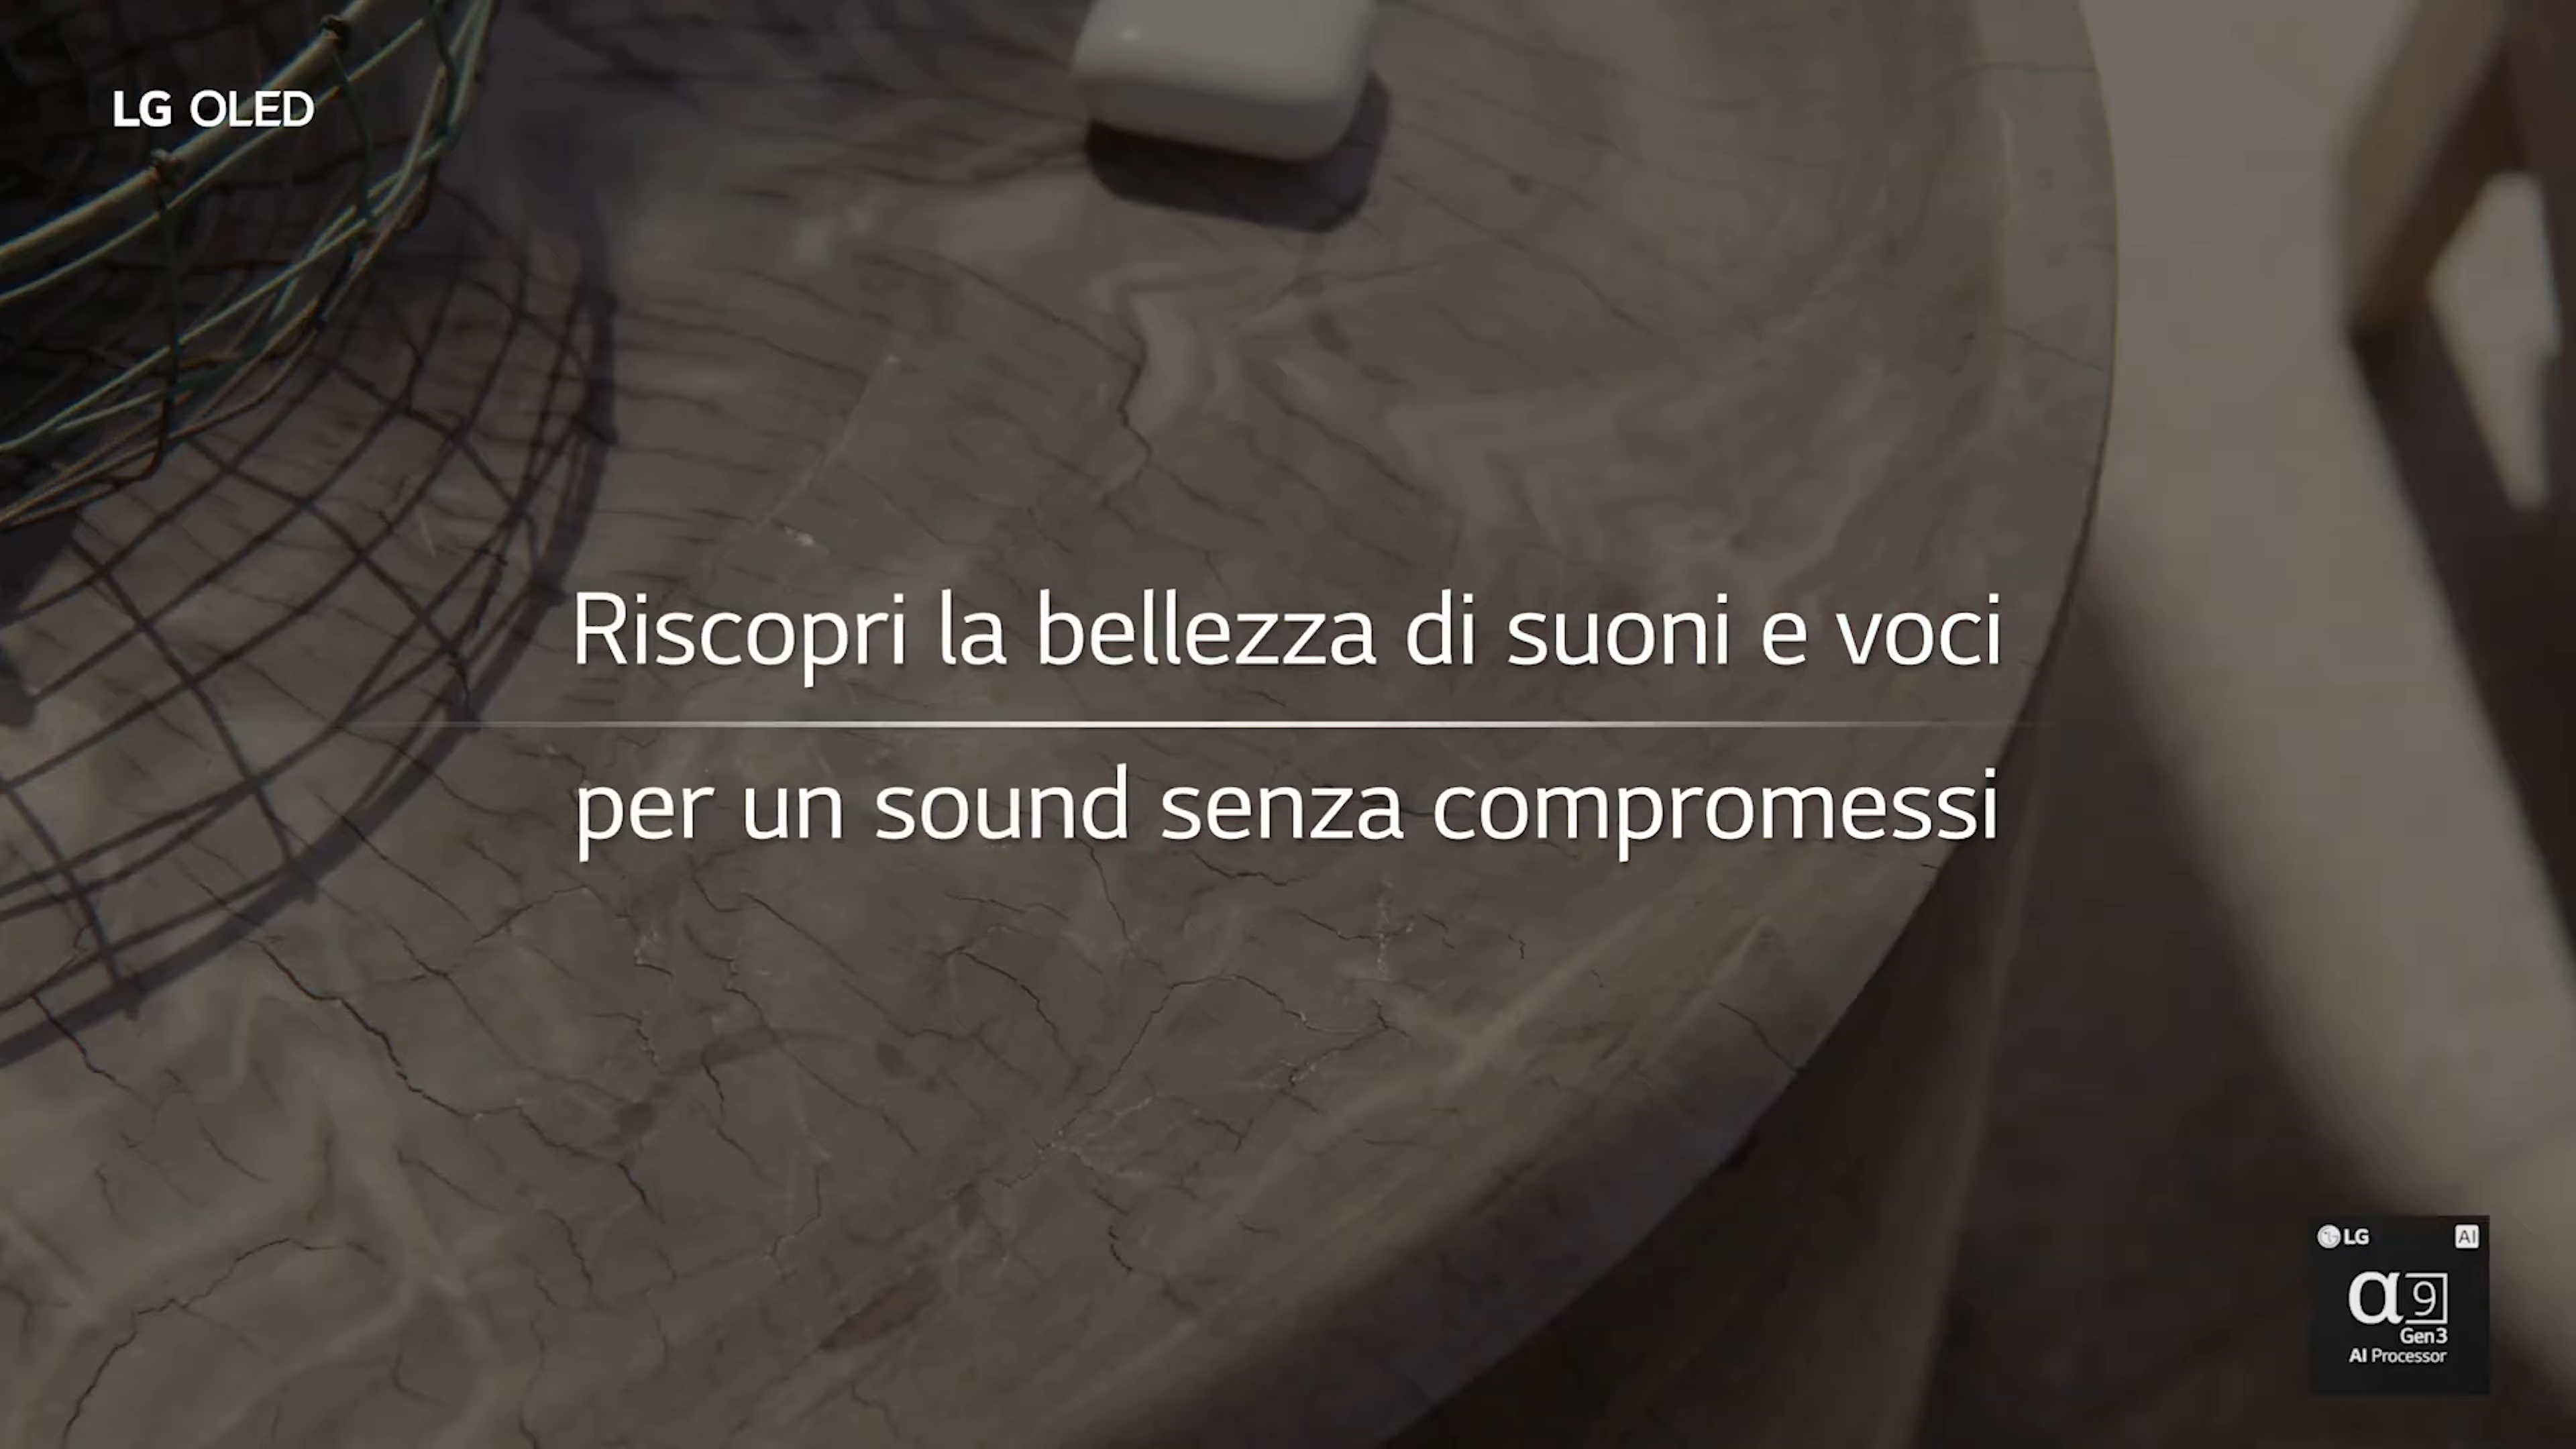 LG OLED
Riscopri la bellezza di suoni e voci
per un sound senza compromessi
LG AI
α9
Gen3
AI Processor